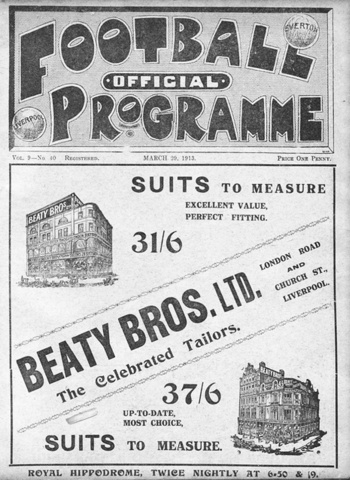 FOOTBALL
EVERTON
OFFICIAL
LIVERPOOL
PROGRAMME
VOL. 9—No 40 REGISTERED. MARCH 29, 1913. PRICE ONE PENNY.
SUITS TO MEASURE
EXCELLENT VALUE,
PERFECT FITTING.
BEATY BROS.
31/6
BEATY BROS. LTD.
LONDON ROAD
AND
CHURCH ST.,
LIVERPOOL.
The Celebrated Tailors.
37/6
UP-TO-DATE,
MOST CHOICE,
SUITS TO MEASURE.
ROYAL HIPPODROME, TWICE NIGHTLY AT 6·50 & 9.